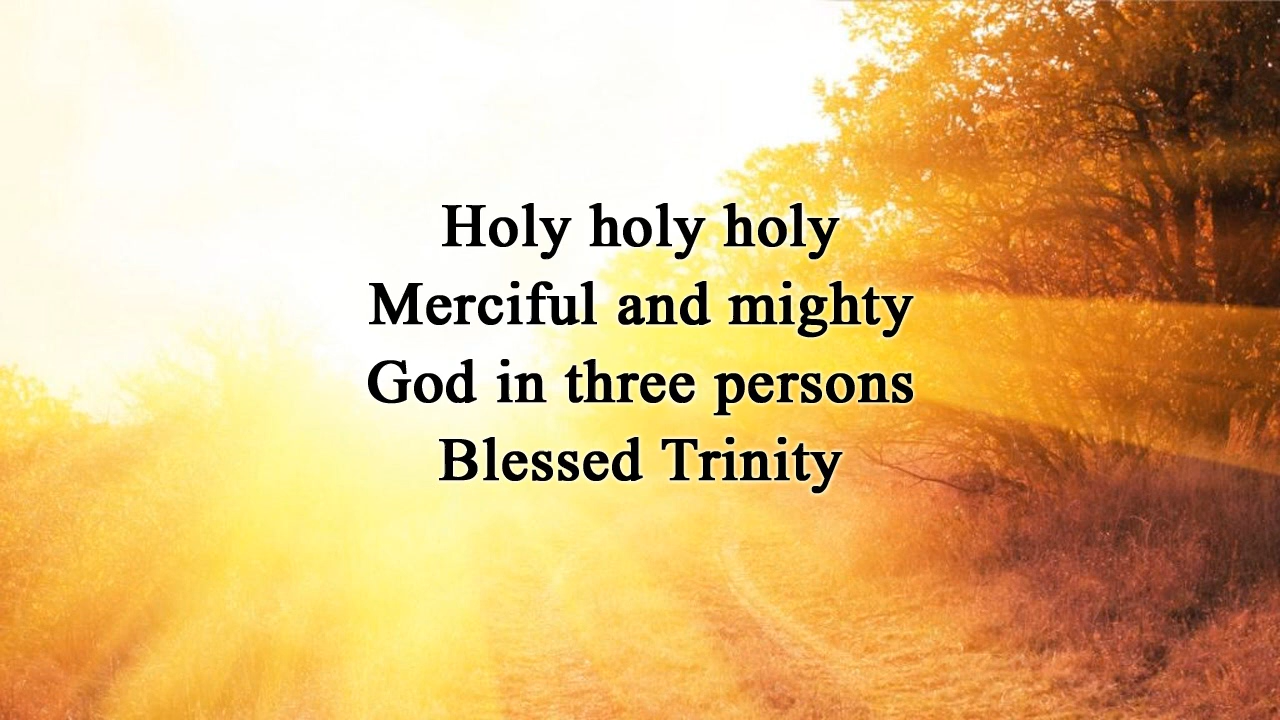 Holy holy holy
Merciful and mighty
God in three persons
Blessed Trinity